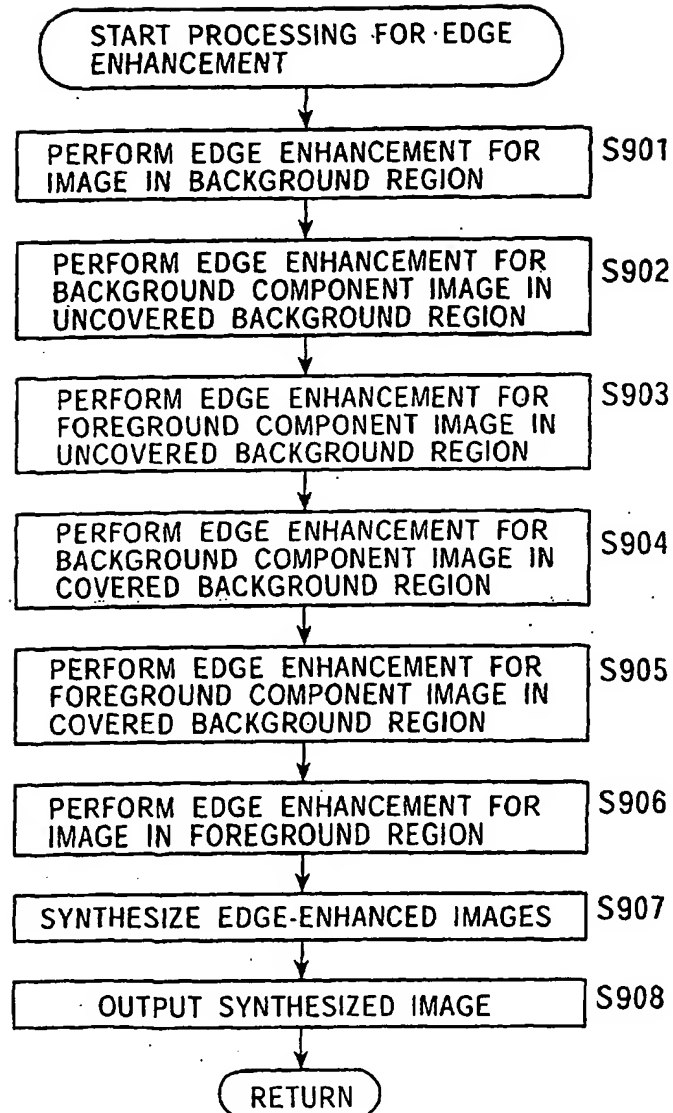 START PROCESSING FOR EDGE
ENHANCEMENT
PERFORM EDGE ENHANCEMENT FOR
IMAGE IN BACKGROUND REGION
S901
PERFORM EDGE ENHANCEMENT FOR
BACKGROUND COMPONENT IMAGE IN
UNCOVERED BACKGROUND REGION
S902
PERFORM EDGE ENHANCEMENT FOR
FOREGROUND COMPONENT IMAGE IN
UNCOVERED BACKGROUND REGION
S903
PERFORM EDGE ENHANCEMENT FOR
BACKGROUND COMPONENT IMAGE IN
COVERED BACKGROUND REGION
S904
PERFORM EDGE ENHANCEMENT FOR
FOREGROUND COMPONENT IMAGE IN
COVERED BACKGROUND REGION
S905
PERFORM EDGE ENHANCEMENT FOR
IMAGE IN FOREGROUND REGION
S906
SYNTHESIZE EDGE-ENHANCED IMAGES
S907
OUTPUT SYNTHESIZED IMAGE
S908
RETURN